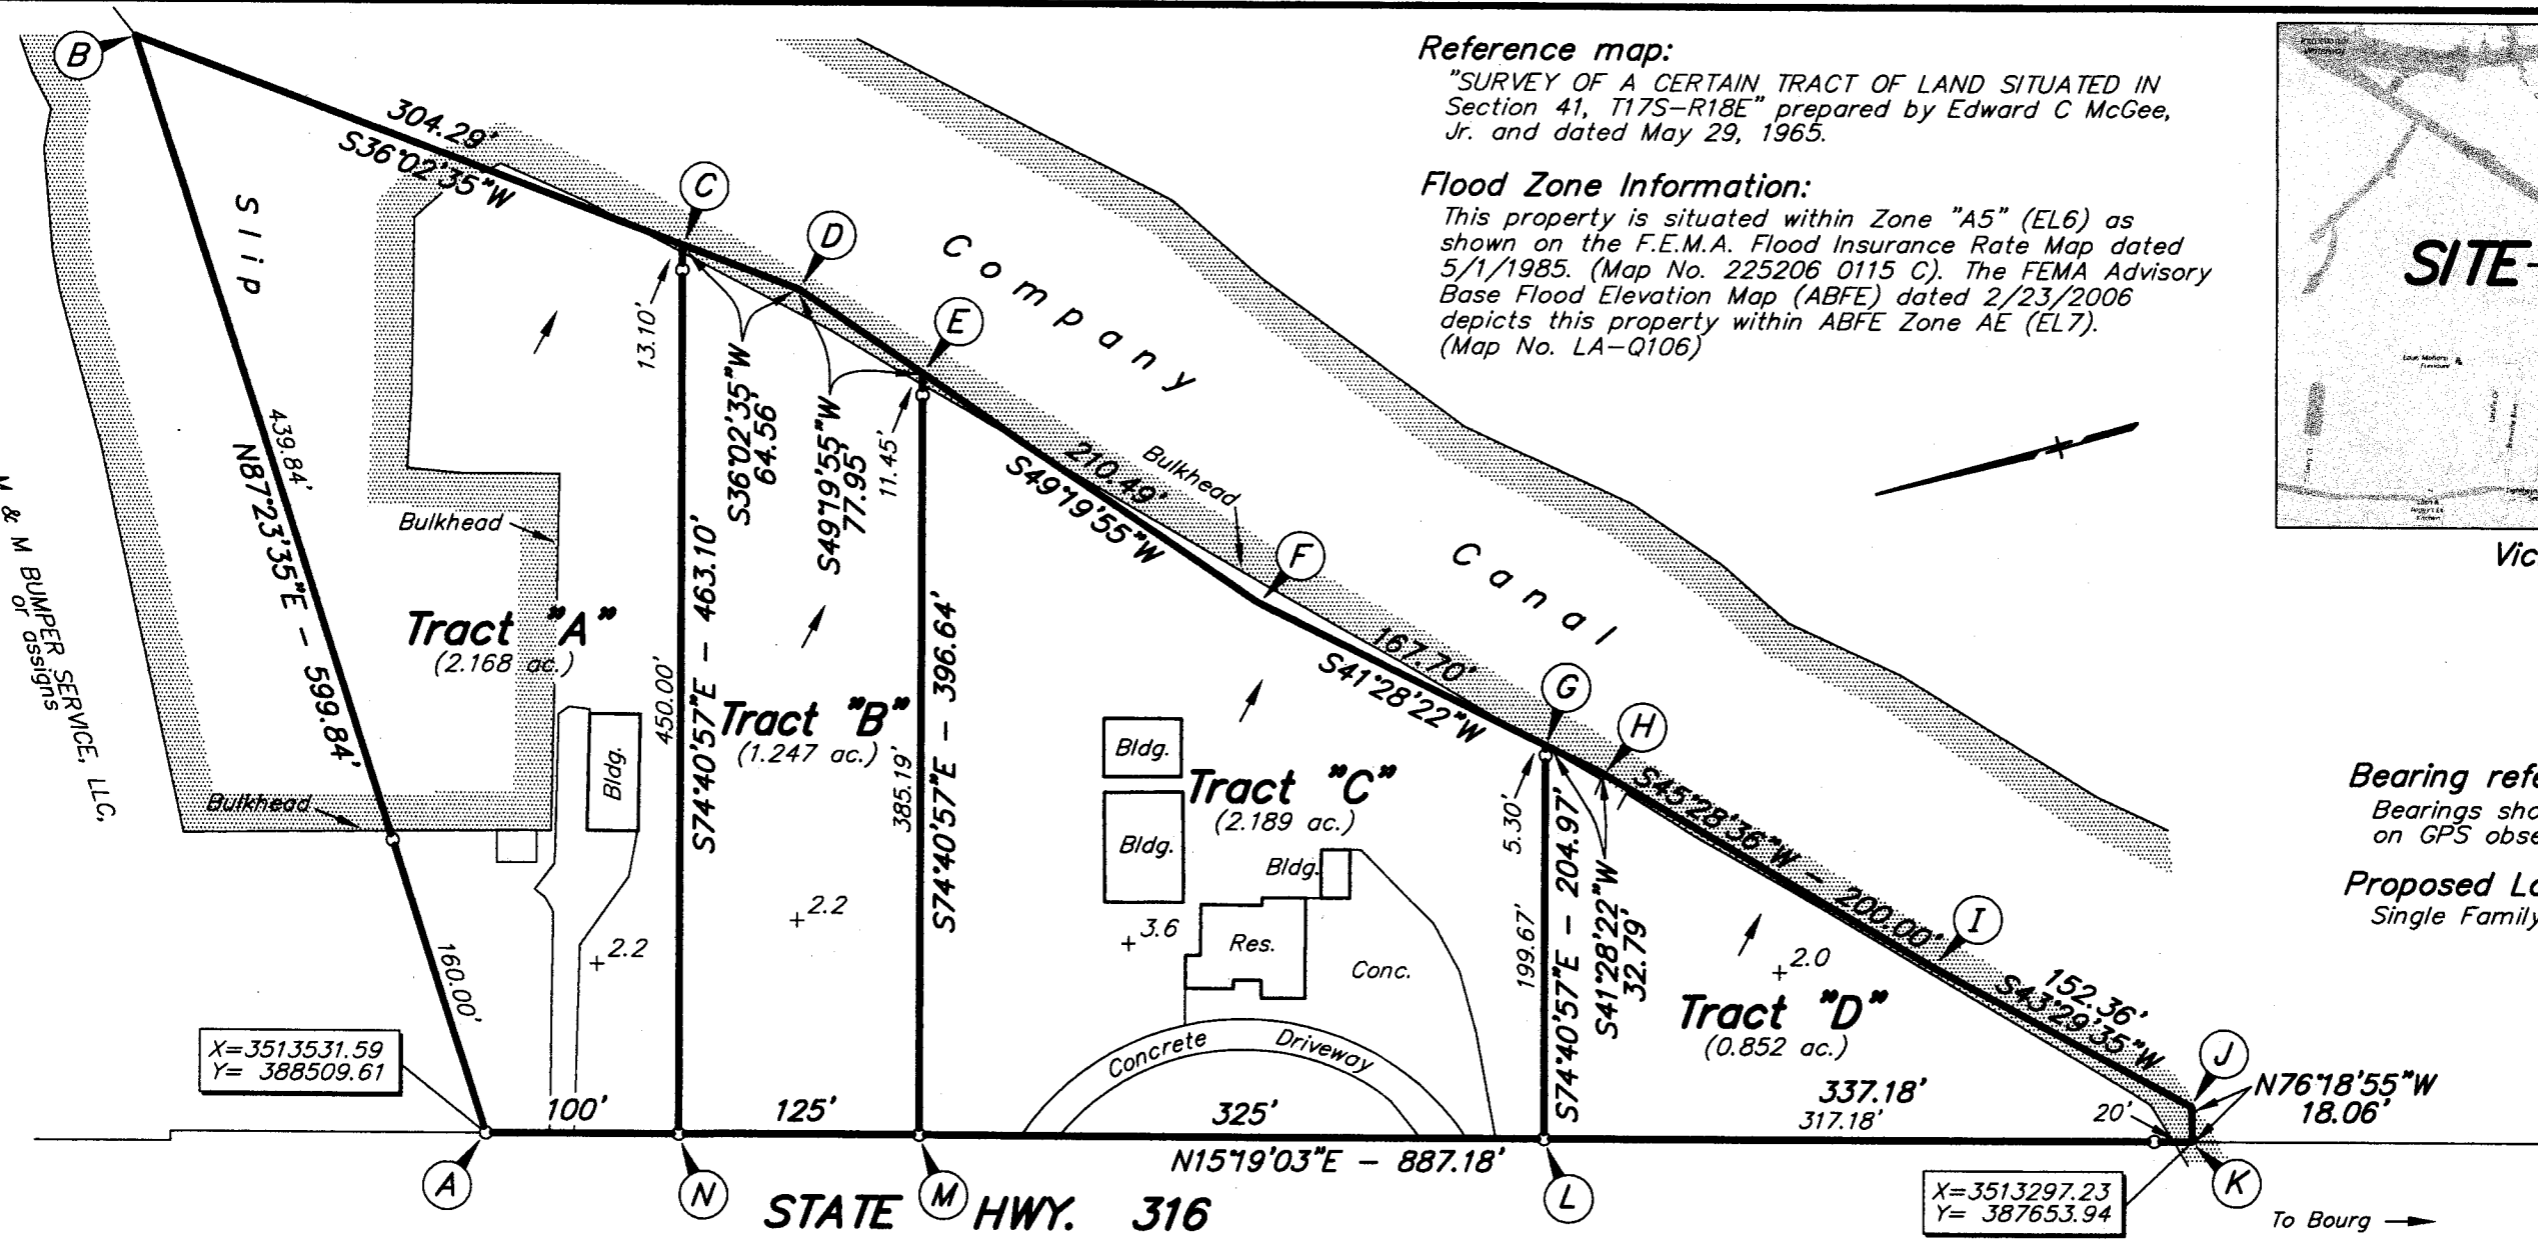 Reference map:
"SURVEY OF A CERTAIN TRACT OF LAND SITUATED IN
Section 41, T17S-R18E" prepared by Edward C McGee,
Jr. and dated May 29, 1965.
Flood Zone Information:
This property is situated within Zone "A5" (EL6) as
shown on the F.E.M.A. Flood Insurance Rate Map dated
5/1/1985. (Map No. 225206 0115 C). The FEMA Advisory
Base Flood Elevation Map (ABFE) dated 2/23/2006
depicts this property within ABFE Zone AE (EL7).
(Map No. LA-Q106)
SITE-
Vic
Bearing refe
Bearings sho
on GPS obse
Proposed La
Single Family
B
304.29'
S36°02'35"W
C
D
E
Slip
Company
Canal
13.10'
S36°02'35"W
64.56'
S49°19'55"W
77.95'
11.45'
210.49'
S49°19'55"W
Bulkhead
F
439.84'
N87°23'35"E - 599.84'
160.00'
M & M BUMPER SERVICE, LLC,
or assigns
Bulkhead
Bulkhead
Tract "A"
(2.168 ac.)
Bldg.
450.00'
S74°40'57"E - 463.10'
Tract "B"
(1.247 ac.)
385.19'
S74°40'57"E - 396.64'
167.70'
S41°28'22"W
G
H
Bldg.
Bldg.
Tract "C"
(2.189 ac.)
Bldg.
Res.
Conc.
5.30'
199.67'
S74°40'57"E - 204.97'
S41°28'22"W
32.79'
S45°28'36"W - 200.00'
I
152.36'
S43°29'35"W
J
N76°18'55"W
18.06'
+2.2
+2.2
+3.6
+2.0
Tract "D"
(0.852 ac.)
Concrete Driveway
X=3513531.59
Y= 388509.61
100'
125'
325'
337.18'
317.18'
20'
N15°19'03"E - 887.18'
A
N
M
L
K
STATE HWY. 316
X=3513297.23
Y= 387653.94
To Bourg